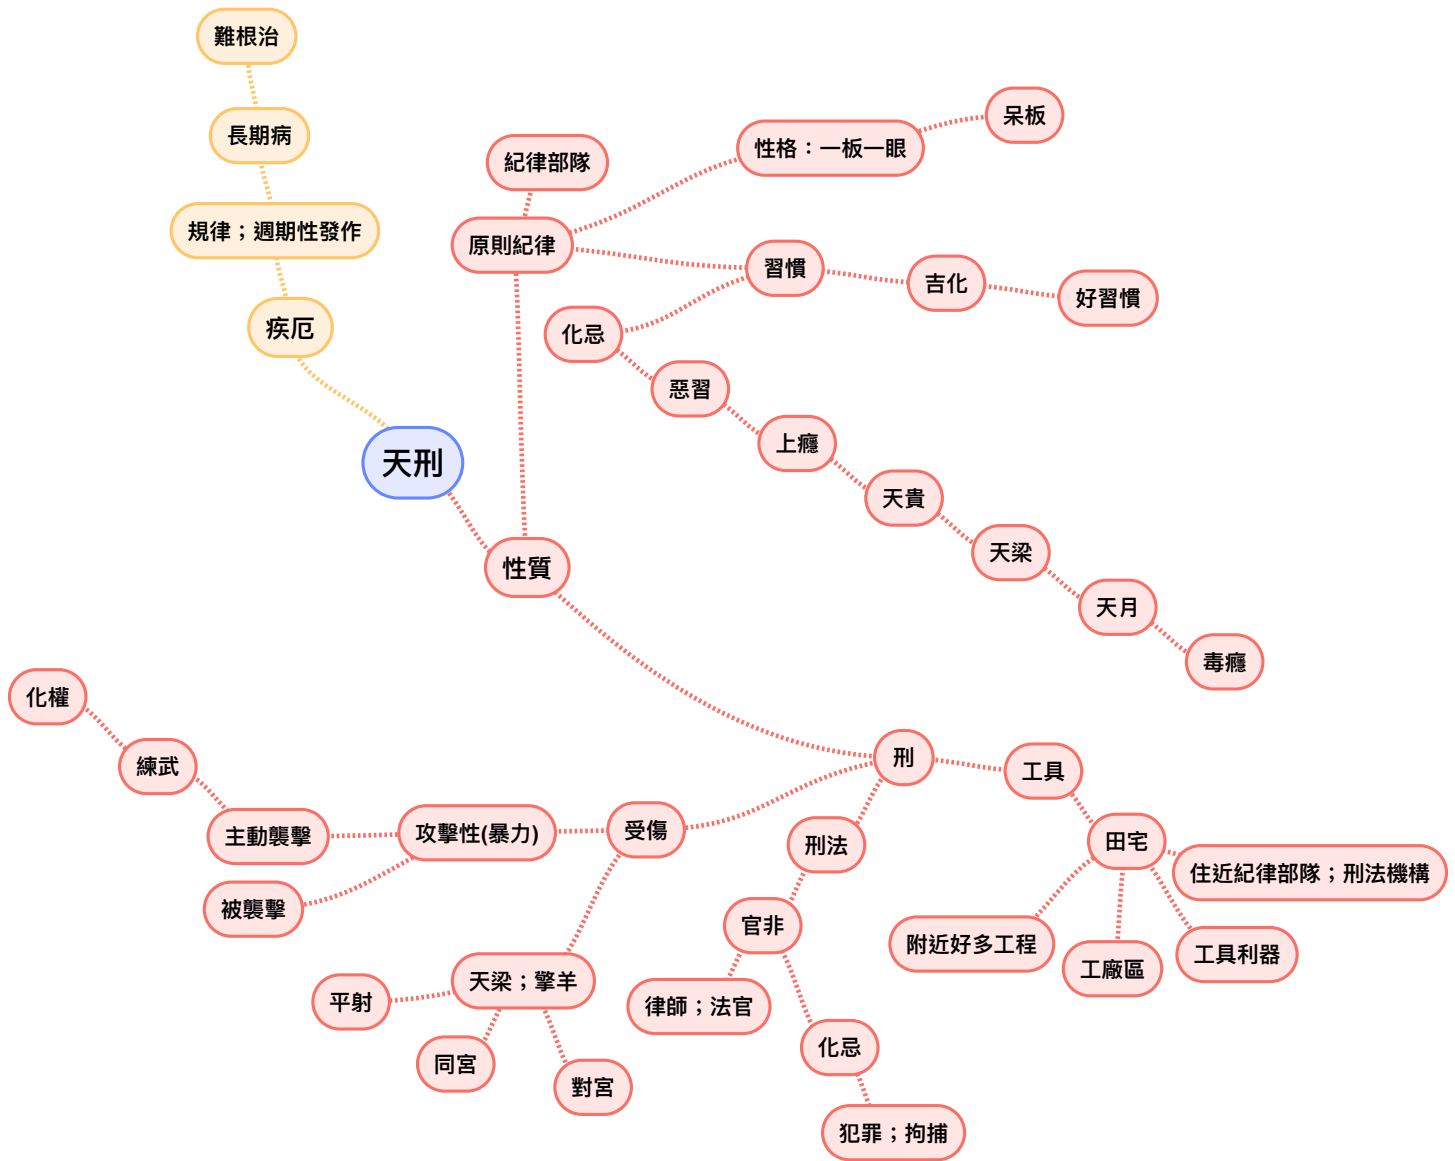 難根治
長期病
規律；週期性發作
疾厄
天刑
性質
原則紀律
紀律部隊
性格：一板一眼
呆板
習慣
吉化
好習慣
化忌
惡習
上癮
天貴
天梁
天月
毒癮
刑
工具
田宅
住近紀律部隊；刑法機構
附近好多工程
工廠區
工具利器
刑法
官非
律師；法官
化忌
犯罪；拘捕
受傷
攻擊性(暴力)
主動襲擊
練武
化權
被襲擊
天梁；擎羊
平射
同宮
對宮